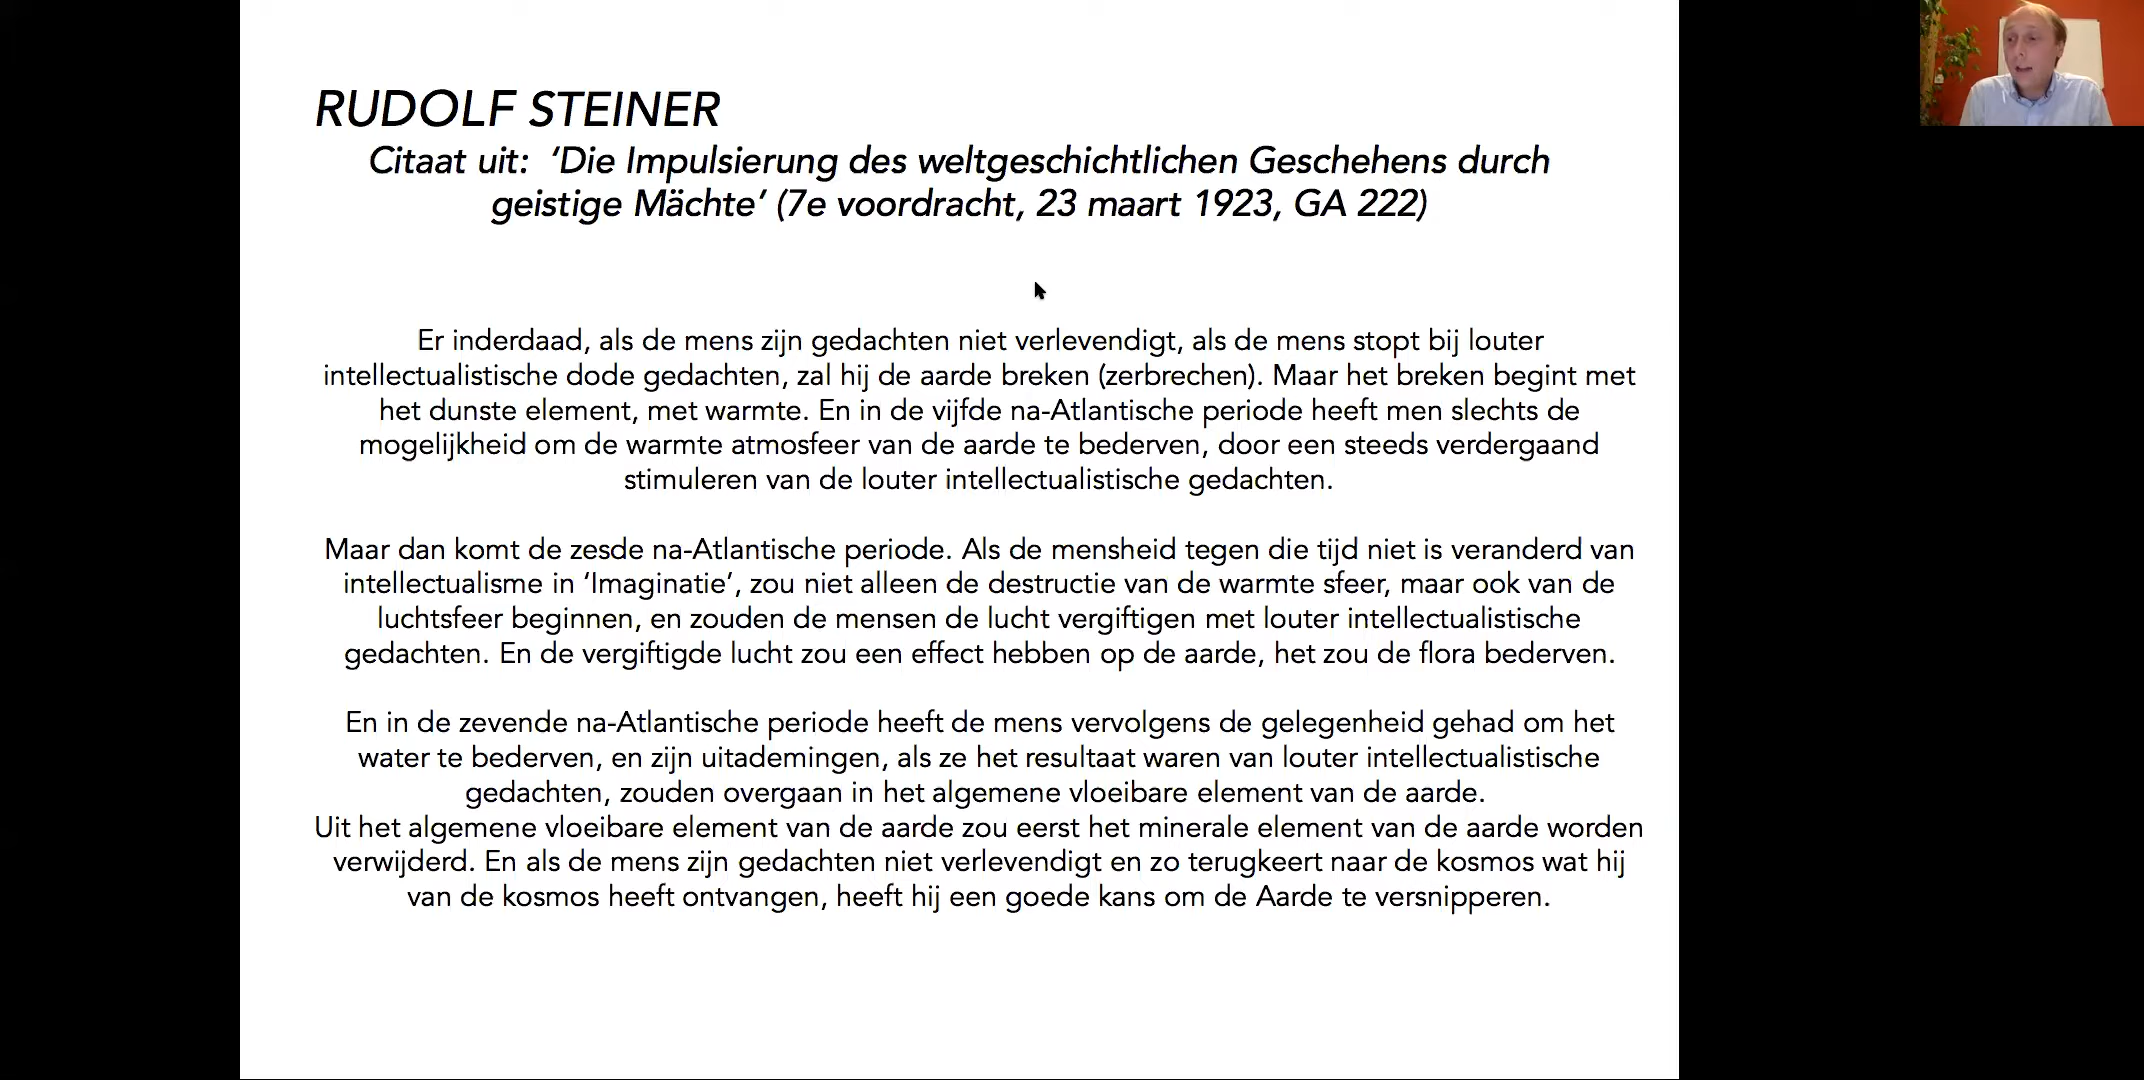 RUDOLF STEINER
Citaat uit: ‘Die Impulsierung des weltgeschichtlichen Geschehens durch
geistige Mächte’ (7e voordracht, 23 maart 1923, GA 222)
Er inderdaad, als de mens zijn gedachten niet verlevendigt, als de mens stopt bij louter
intellectualistische dode gedachten, zal hij de aarde breken (zerbrechen). Maar het breken begint met
het dunste element, met warmte. En in de vijfde na-Atlantische periode heeft men slechts de
mogelijkheid om de warmte atmosfeer van de aarde te bederven, door een steeds verdergaand
stimuleren van de louter intellectualistische gedachten.
Maar dan komt de zesde na-Atlantische periode. Als de mensheid tegen die tijd niet is veranderd van
intellectualisme in ‘Imaginatie’, zou niet alleen de destructie van de warmte sfeer, maar ook van de
luchtsfeer beginnen, en zouden de mensen de lucht vergiftigen met louter intellectualistische
gedachten. En de vergiftigde lucht zou een effect hebben op de aarde, het zou de flora bederven.
En in de zevende na-Atlantische periode heeft de mens vervolgens de gelegenheid gehad om het
water te bederven, en zijn uitademingen, als ze het resultaat waren van louter intellectualistische
gedachten, zouden overgaan in het algemene vloeibare element van de aarde.
Uit het algemene vloeibare element van de aarde zou eerst het minerale element van de aarde worden
verwijderd. En als de mens zijn gedachten niet verlevendigt en zo terugkeert naar de kosmos wat hij
van de kosmos heeft ontvangen, heeft hij een goede kans om de Aarde te versnipperen.